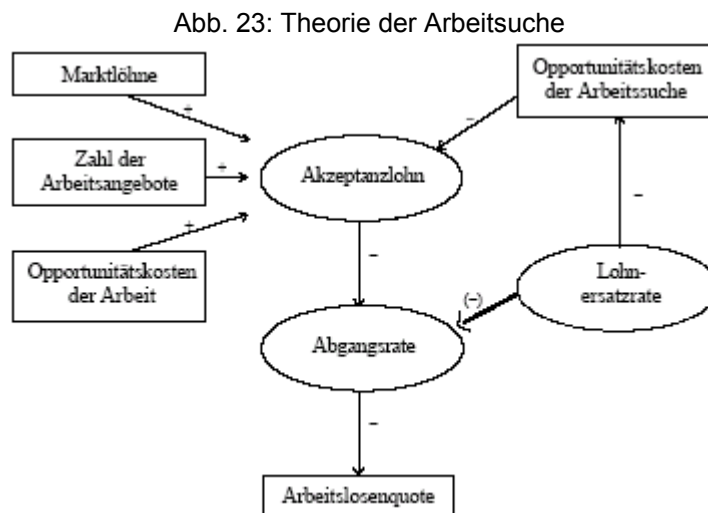 Abb. 23: Theorie der Arbeitsuche
Marktlöhne
+
Zahl der
Arbeitsangebote
+
Opportunitätskosten
der Arbeit
+
Akzeptanzlohn
Opportunitätskosten
der Arbeitssuche
–
–
Lohn-
ersatzrate
–
(–)
Abgangsrate
–
Arbeitslosenquote